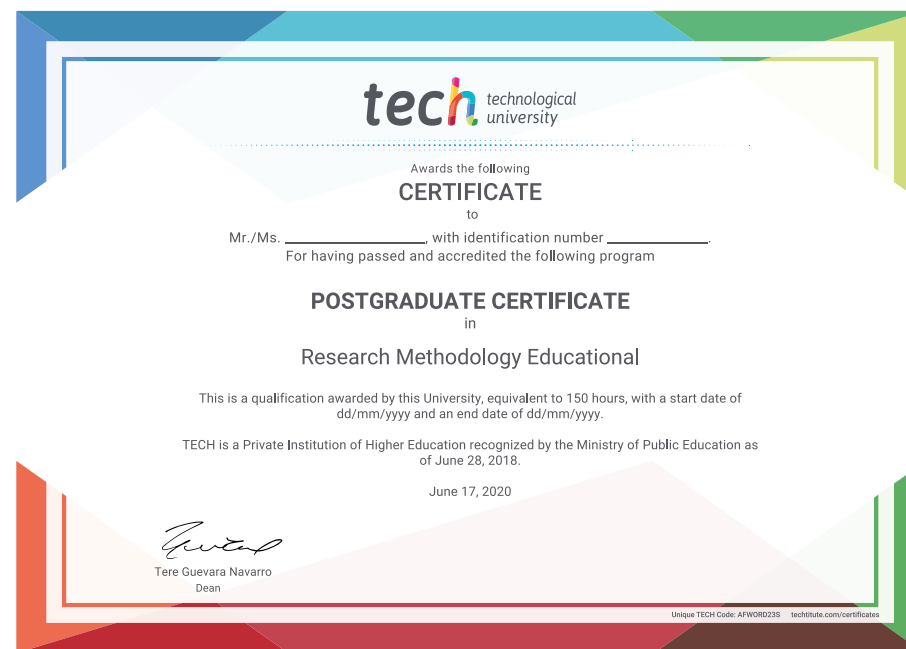 tech technological
university
Awards the following
CERTIFICATE
to
Mr./Ms. ____________________, with identification number ______________.
For having passed and accredited the following program
POSTGRADUATE CERTIFICATE
in
Research Methodology Educational
This is a qualification awarded by this University, equivalent to 150 hours, with a start date of
dd/mm/yyyy and an end date of dd/mm/yyyy.
TECH is a Private Institution of Higher Education recognized by the Ministry of Public Education as
of June 28, 2018.
June 17, 2020
Tere Guevara Navarro
Dean
Unique TECH Code: AFWORD23S techtitute.com/certificates